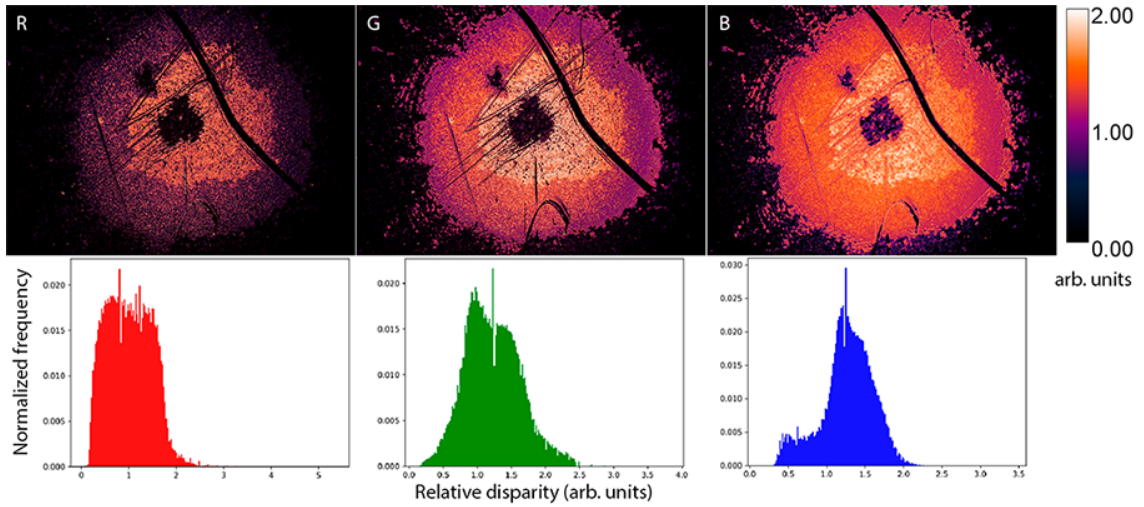 R G B 2.00
1.00
0.00
arb. units
Normalized frequency
0.020
0.015
0.010
0.005
0.000
0 1 2 3 4 5
0.020
0.015
0.010
0.005
0.000
0.0 0.5 1.0 1.5 2.0 2.5 3.0 3.5 4.0
0.030
0.025
0.020
0.015
0.010
0.005
0.000
0.0 0.5 1.0 1.5 2.0 2.5 3.0 3.5
Relative disparity (arb. units)